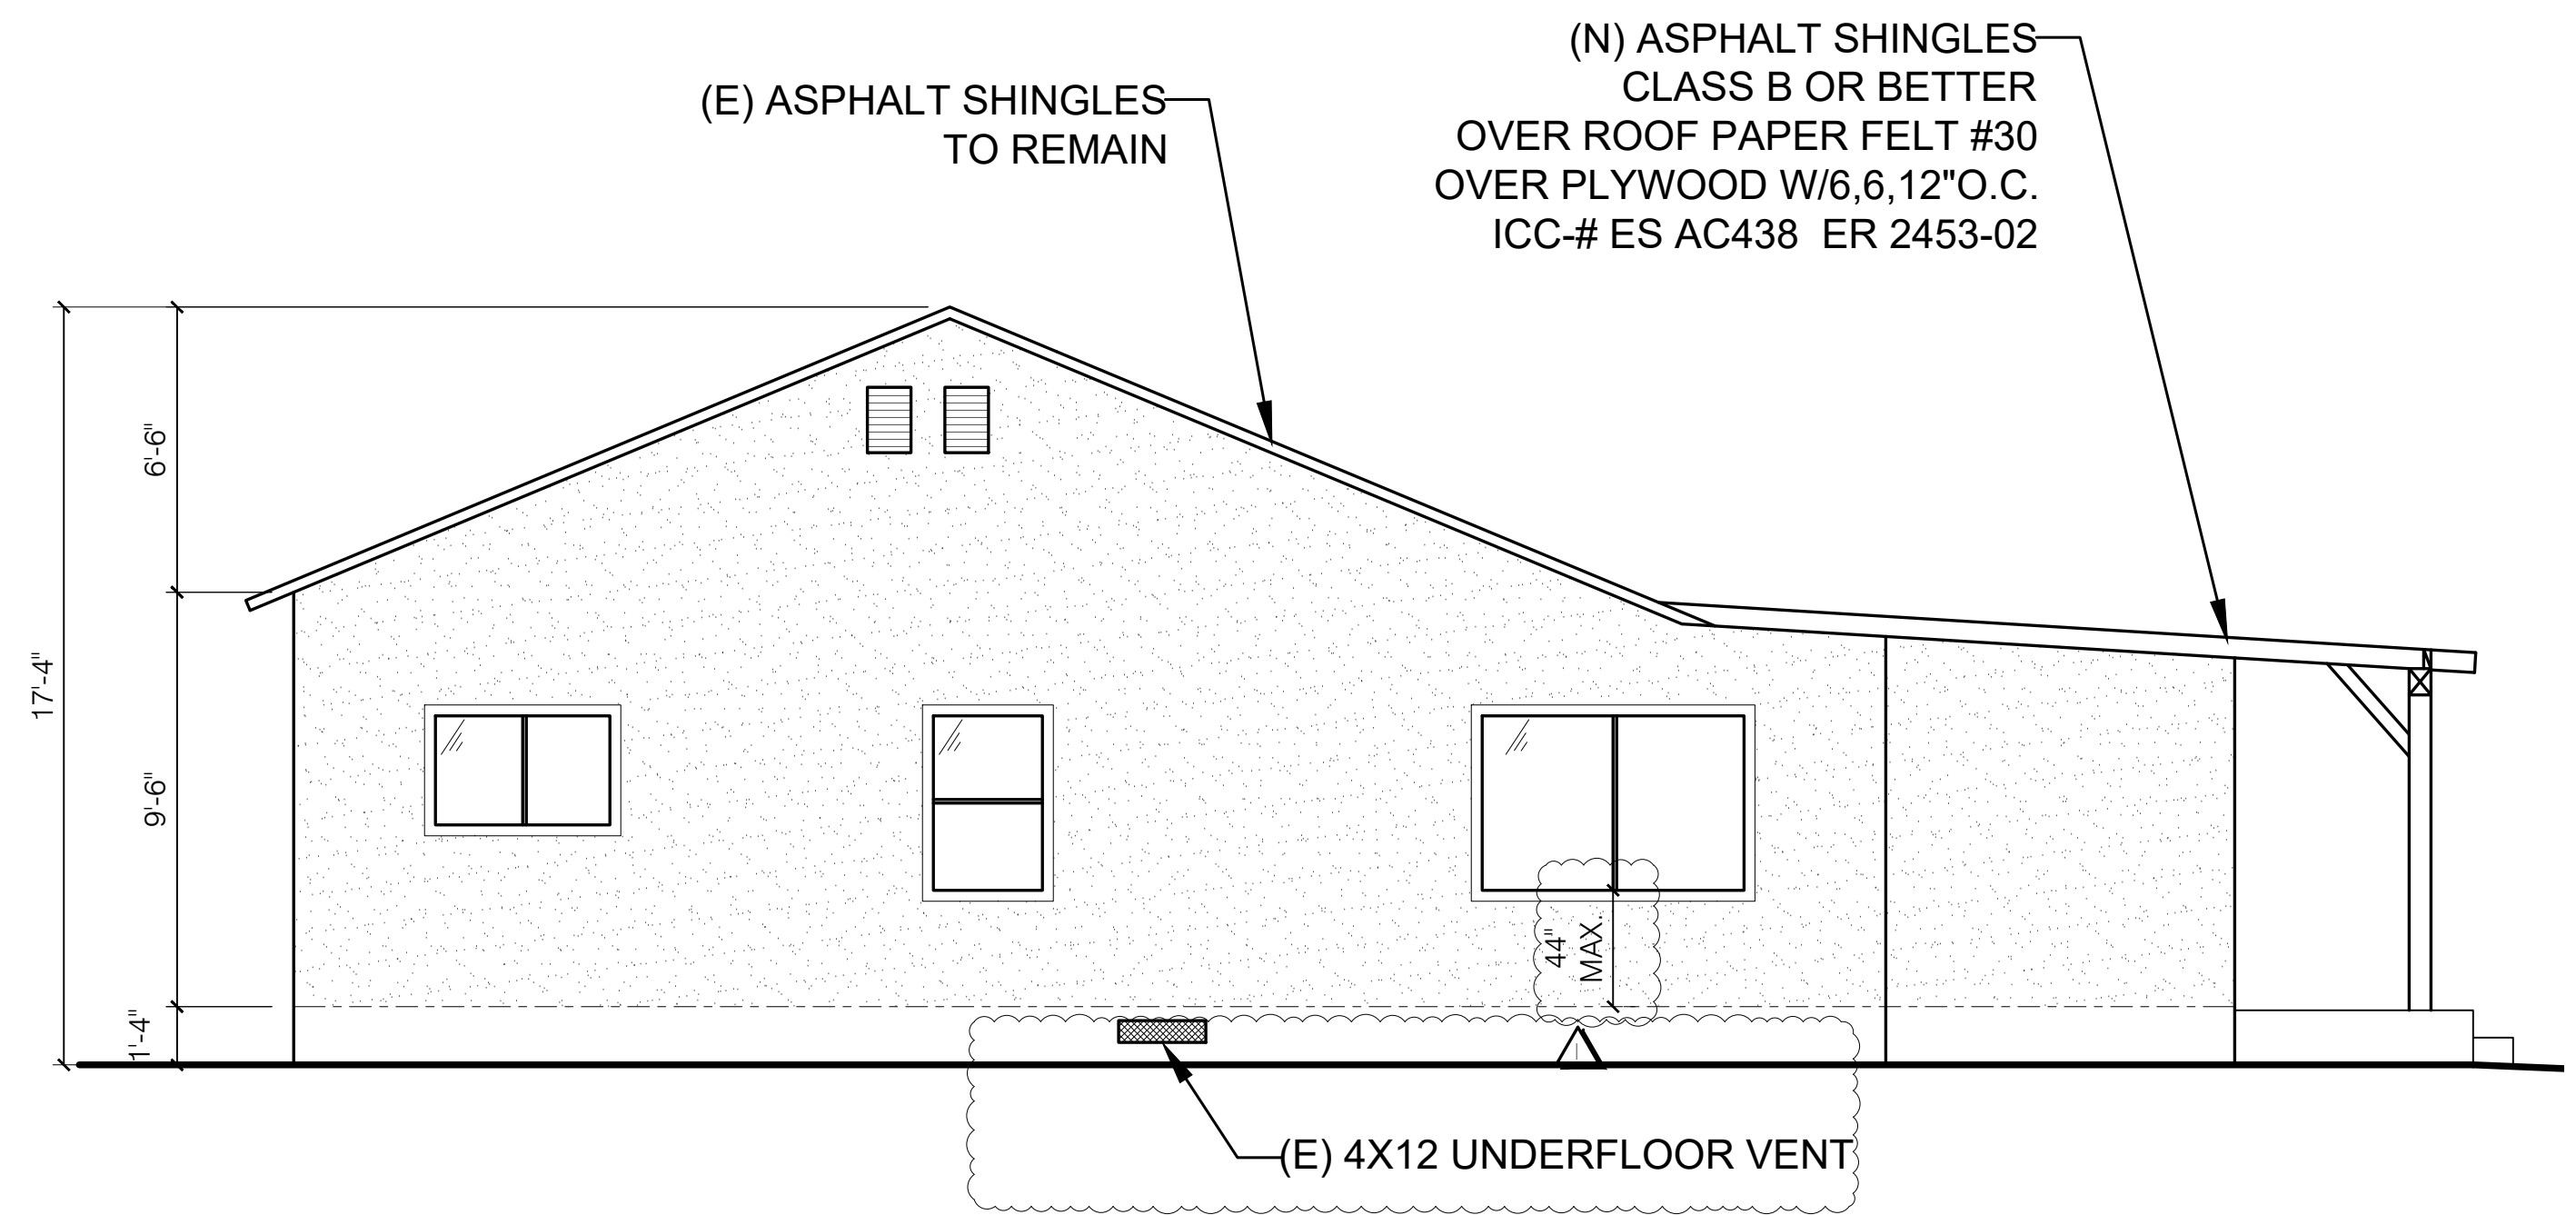 (N) ASPHALT SHINGLES
CLASS B OR BETTER
OVER ROOF PAPER FELT #30
OVER PLYWOOD W/6,6,12"O.C.
ICC-# ES AC438  ER 2453-02
(E) ASPHALT SHINGLES
TO REMAIN
6'-6"
17'-4"
9'-6"
1'-4"
44"
MAX.
(E) 4X12 UNDERFLOOR VENT